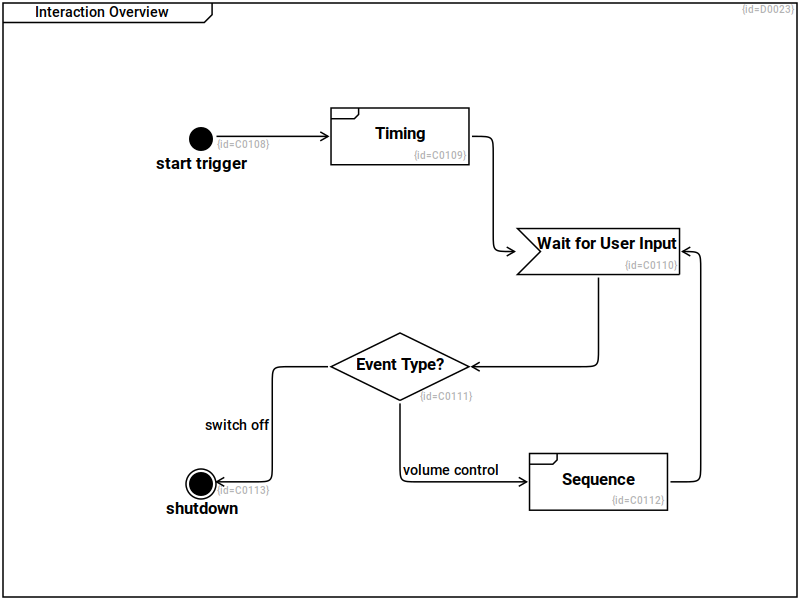 Interaction Overview
{id=D0023}
Timing
{id=C0108}
{id=C0109}
start trigger
Wait for User Input
{id=C0110}
Event Type?
{id=C0111}
switch off
volume control
Sequence
{id=C0113}
{id=C0112}
shutdown